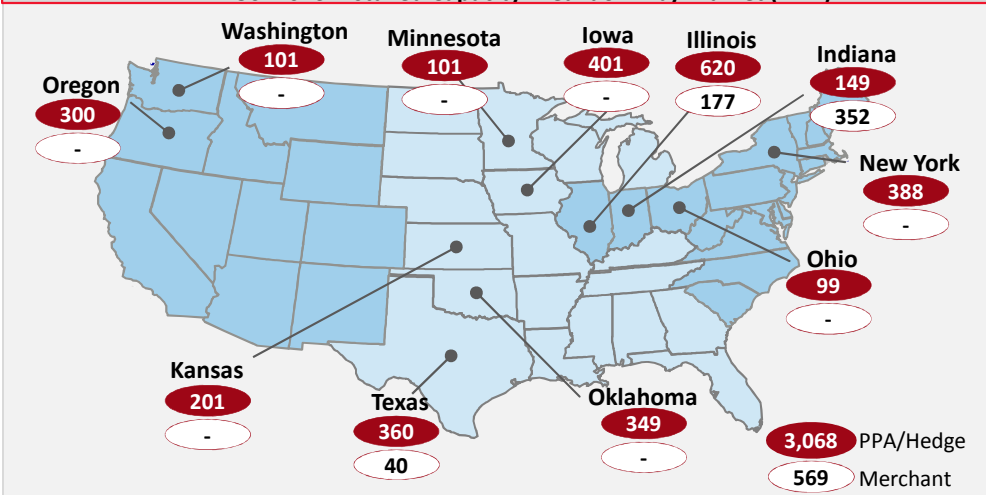 Washington
101
-
Minnesota
101
-
Iowa
401
-
Illinois
620
177
Indiana
149
352
Oregon
300
-
New York
388
-
Ohio
99
-
Kansas
201
-
Texas
360
40
Oklahoma
349
-
3,068 PPA/Hedge
569 Merchant